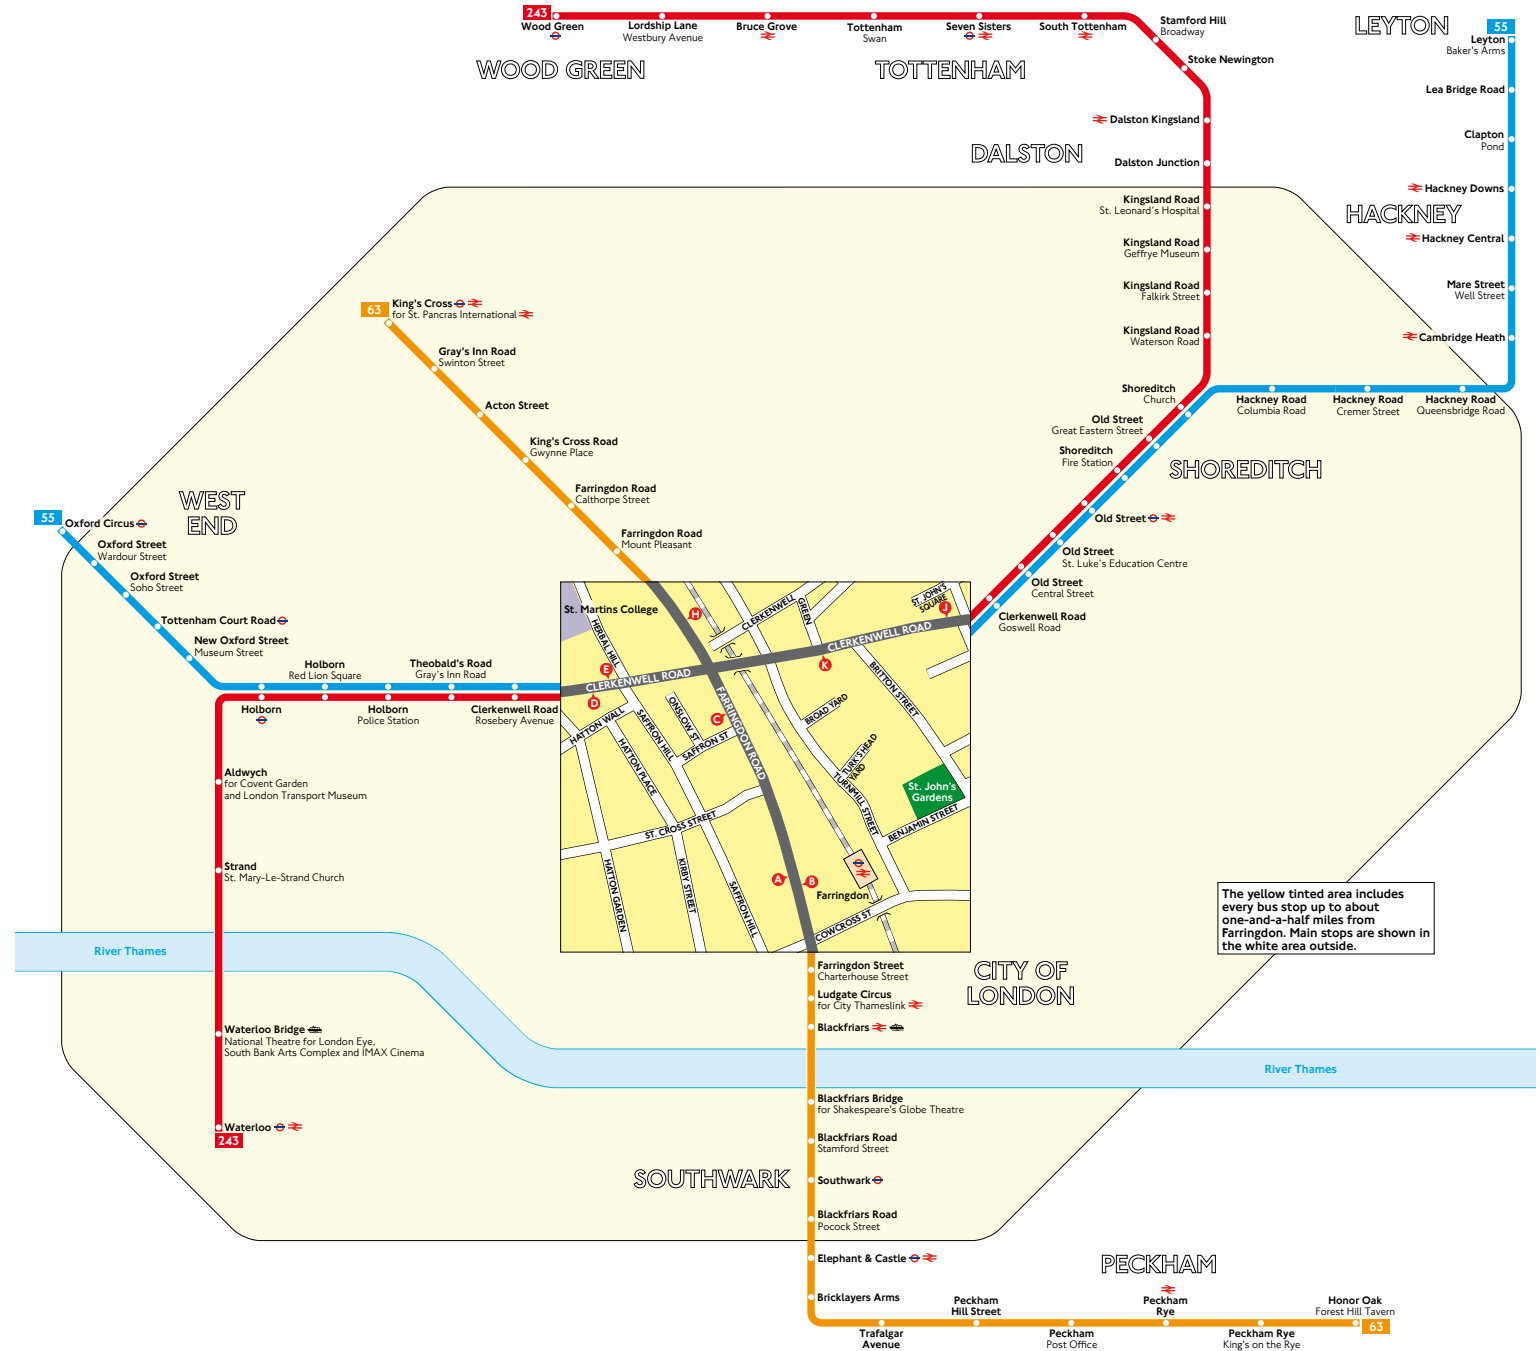 243
Wood Green
Lordship Lane
Westbury Avenue
Bruce Grove
Tottenham
Swan
Seven Sisters
South Tottenham
Stamford Hill
Broadway
Stoke Newington
WOOD GREEN
TOTTENHAM
LEYTON
55
Leyton
Baker's Arms
Lea Bridge Road
Clapton
Pond
Hackney Downs
HACKNEY
Hackney Central
Mare Street
Well Street
Cambridge Heath
Dalston Kingsland
DALSTON
Dalston Junction
Kingsland Road
St. Leonard's Hospital
Kingsland Road
Geffrye Museum
Kingsland Road
Falkirk Street
Kingsland Road
Waterson Road
Shoreditch
Church
Hackney Road
Columbia Road
Hackney Road
Cremer Street
Hackney Road
Queensbridge Road
Old Street
Great Eastern Street
Shoreditch
Fire Station
SHOREDITCH
Old Street
Old Street
St. Luke's Education Centre
Old Street
Central Street
Clerkenwell Road
Goswell Road
63
King's Cross
for St. Pancras International
Gray's Inn Road
Swinton Street
Acton Street
King's Cross Road
Gwynne Place
Farringdon Road
Calthorpe Street
Farringdon Road
Mount Pleasant
WEST
END
55
Oxford Circus
Oxford Street
Wardour Street
Oxford Street
Soho Street
Tottenham Court Road
New Oxford Street
Museum Street
Holborn
Red Lion Square
Theobald's Road
Gray's Inn Road
Holborn
Holborn
Police Station
Clerkenwell Road
Rosebery Avenue
Aldwych
for Covent Garden
and London Transport Museum
Strand
St. Mary-Le-Strand Church
River Thames
Waterloo Bridge
National Theatre for London Eye,
South Bank Arts Complex and IMAX Cinema
Waterloo
243
St. Martins College
HERBAL HILL
H
CLERKENWELL
GREEN
ST. JOHN'S
SQUARE
J
CLERKENWELL ROAD
CLERKENWELL ROAD
E
D
K
HATTON WALL
SAFFRON HILL
ONSLOW ST
C
SAFFRON ST
FARRINGDON ROAD
BROAD YARD
BRITTON STREET
TURK'S HEAD
YARD
TURNMILL STREET
HATTON PLACE
St. John's
Gardens
BENJAMIN STREET
ST. CROSS STREET
HATTON GARDEN
KIRBY STREET
SAFFRON HILL
A
B
Farringdon
COWCROSS ST
The yellow tinted area includes
every bus stop up to about
one-and-a-half miles from
Farringdon. Main stops are shown in
the white area outside.
Farringdon Street
Charterhouse Street
Ludgate Circus
for City Thameslink
Blackfriars
CITY OF
LONDON
River Thames
Blackfriars Bridge
for Shakespeare's Globe Theatre
Blackfriars Road
Stamford Street
SOUTHWARK
Southwark
Blackfriars Road
Pocock Street
Elephant & Castle
Bricklayers Arms
PECKHAM
Trafalgar
Avenue
Peckham
Hill Street
Peckham
Post Office
Peckham
Rye
Peckham Rye
King's on the Rye
Honor Oak
Forest Hill Tavern
63